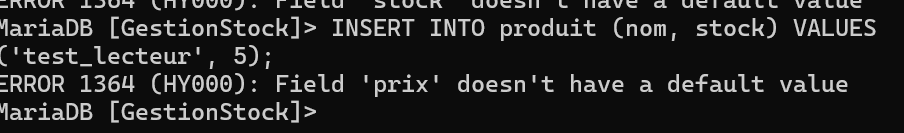 ERROR 1364 (HY000): Field 'stock' doesn't have a default value
MariaDB [GestionStock]> INSERT INTO produit (nom, stock) VALUES
('test_lecteur', 5);
ERROR 1364 (HY000): Field 'prix' doesn't have a default value
MariaDB [GestionStock]>